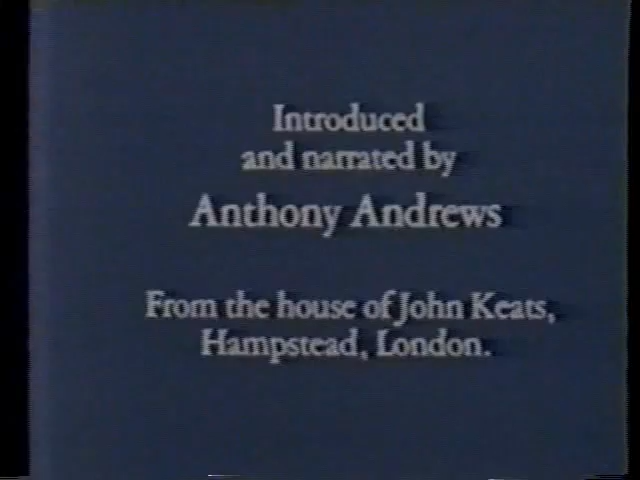 Introduced
and narrated by
Anthony Andrews
From the house of John Keats,
Hampstead, London.